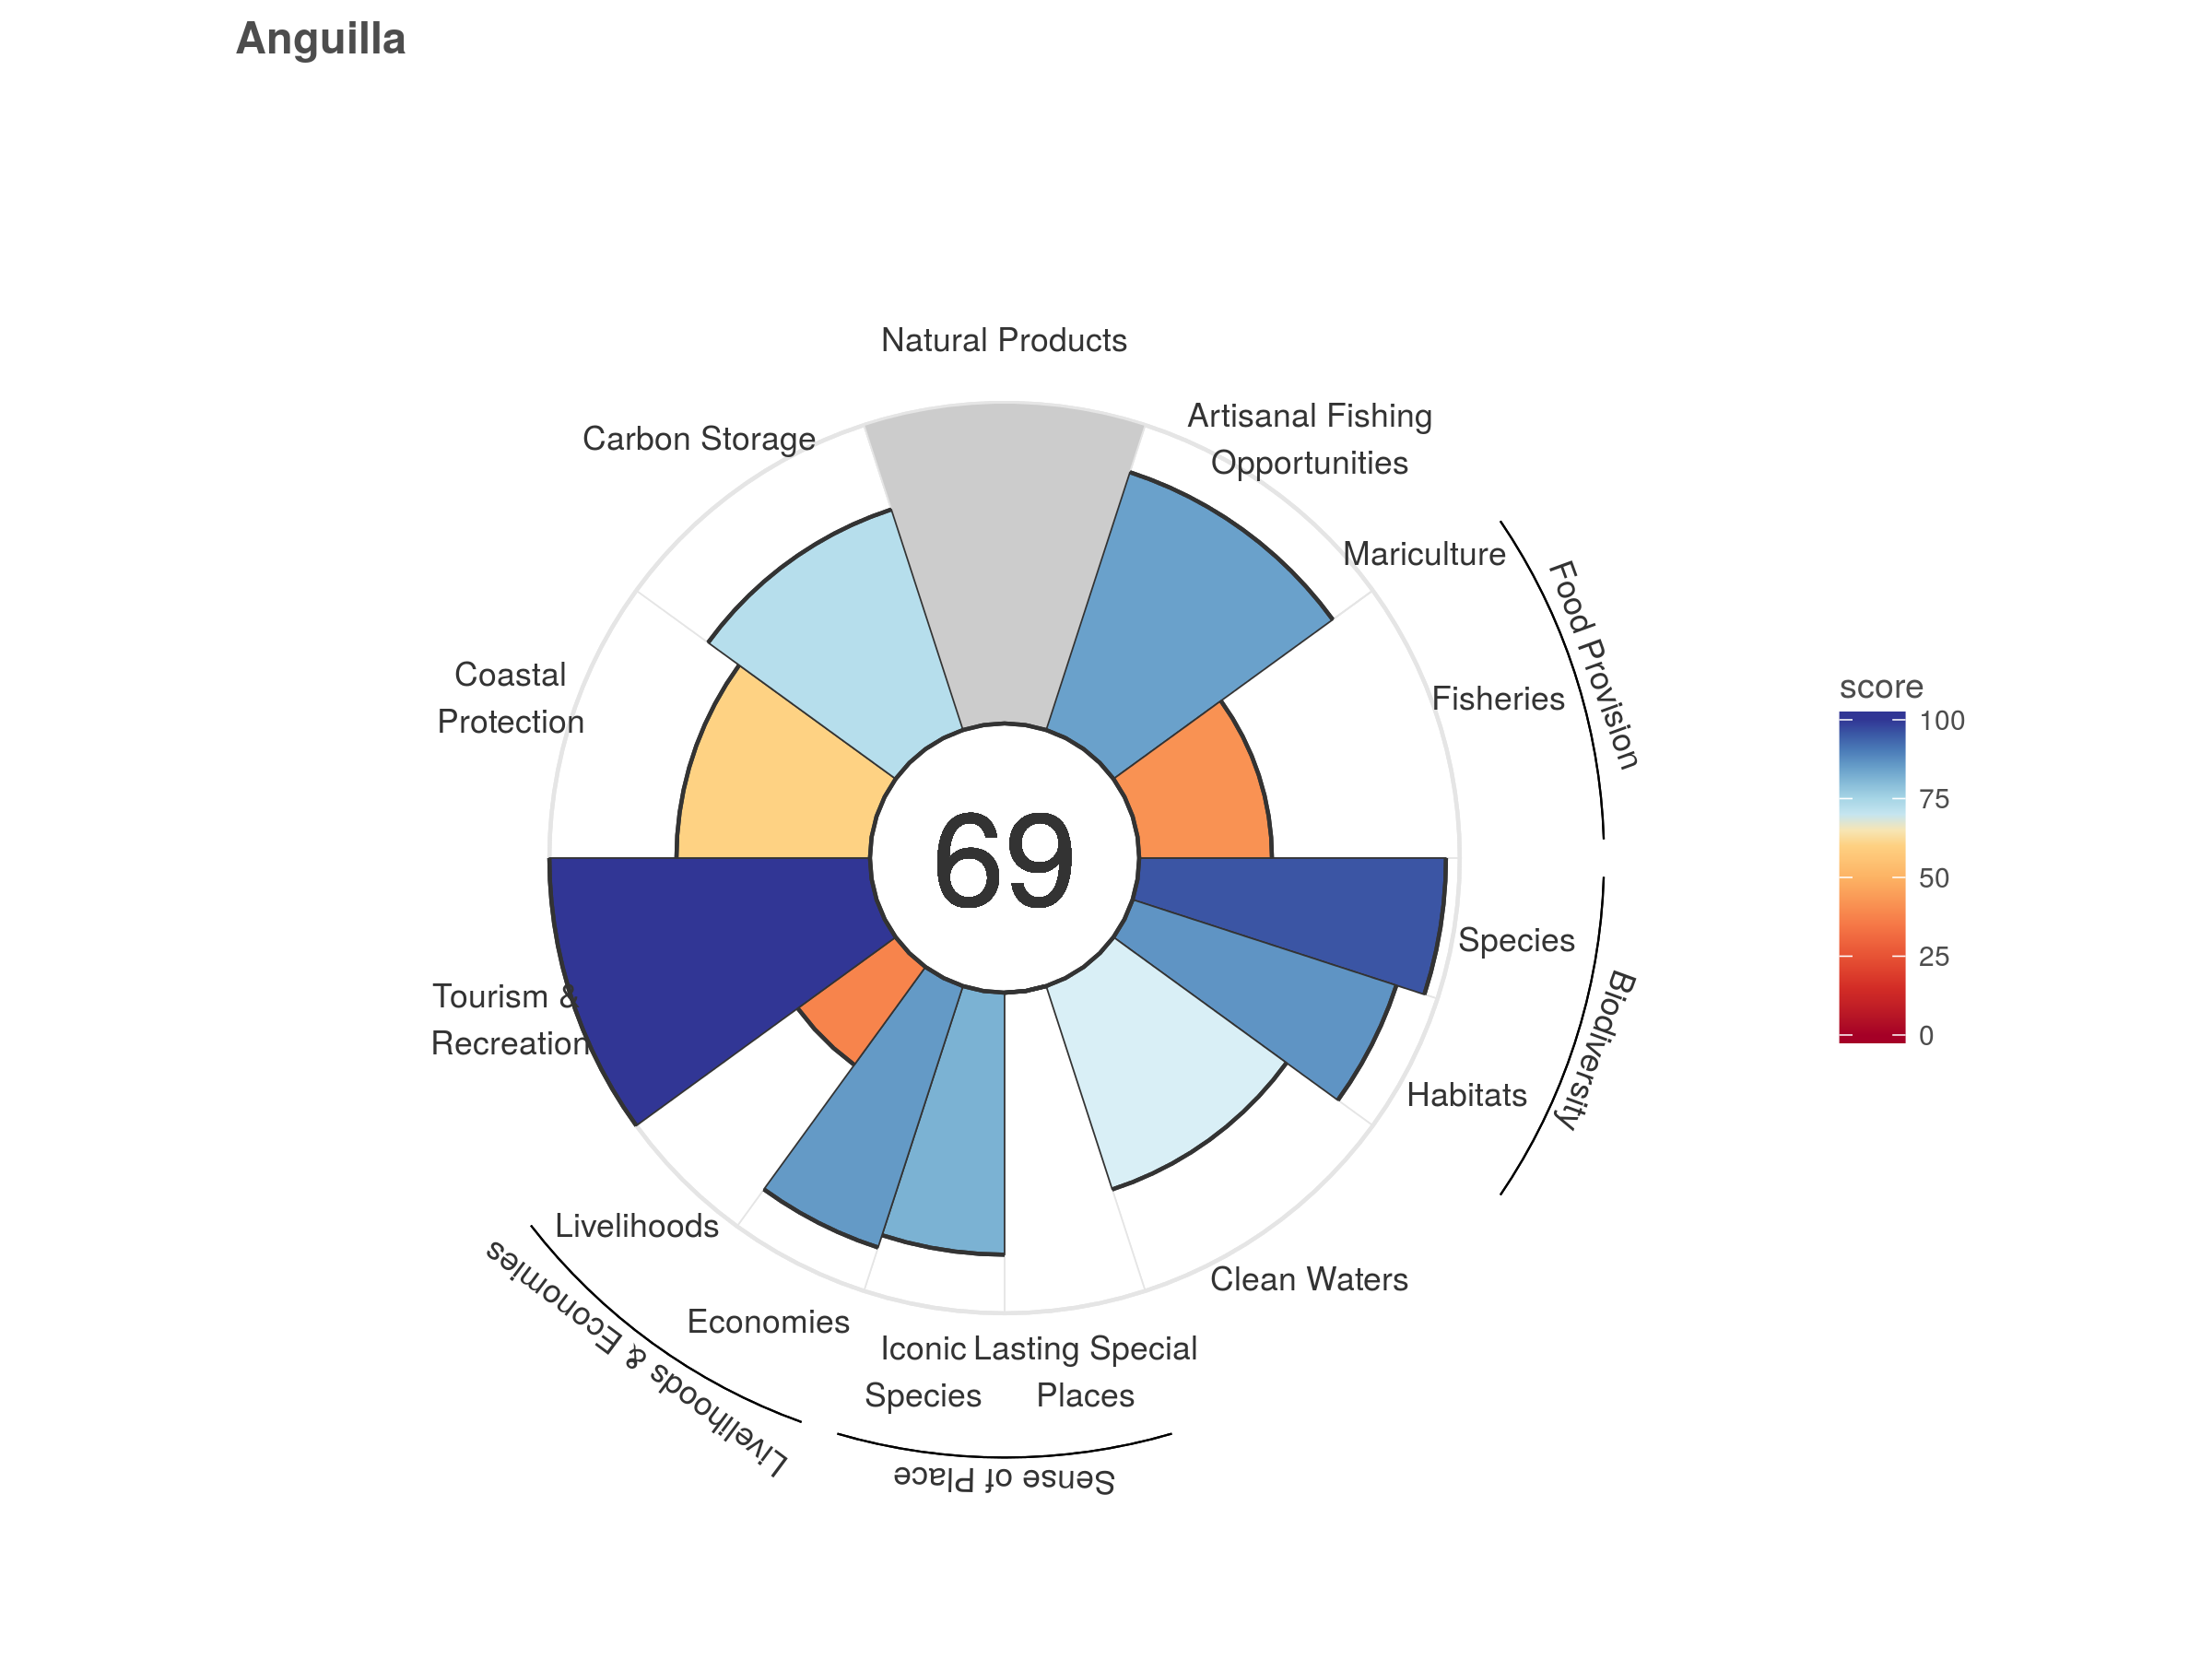 Anguilla
Natural Products
Artisanal Fishing
Opportunities
Carbon Storage
Mariculture
Food Provision
Fisheries
Coastal
Protection
69
score
100
75
50
25
0
Species
Biodiversity
Habitats
Tourism &
Recreation
Clean Waters
Livelihoods
Economies
Livelihoods & Economies
Iconic
Species
Lasting Special
Places
Sense of Place